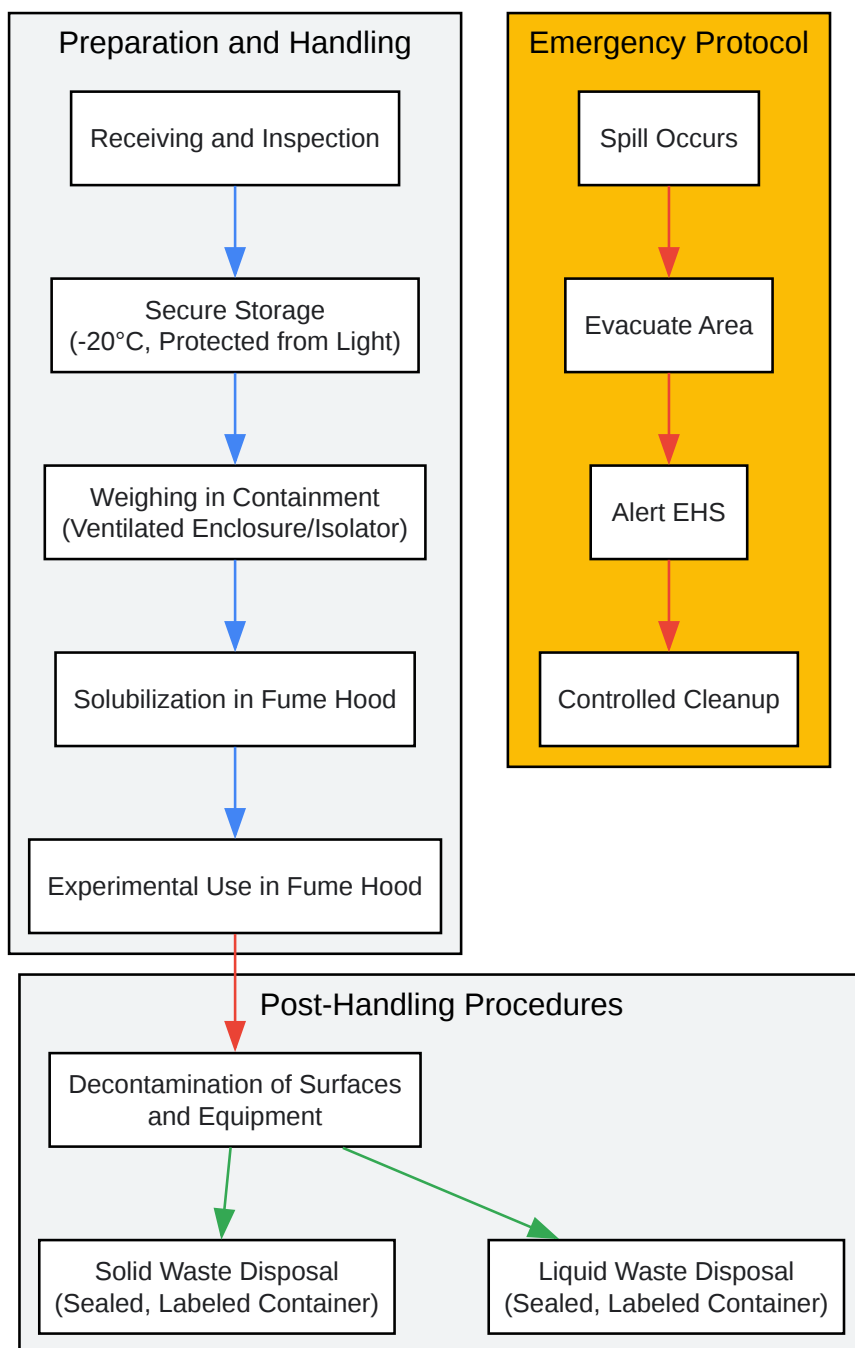 Preparation and Handling
Receiving and Inspection
Secure Storage
(-20°C, Protected from Light)
Weighing in Containment
(Ventilated Enclosure/Isolator)
Solubilization in Fume Hood
Experimental Use in Fume Hood
Emergency Protocol
Spill Occurs
Evacuate Area
Alert EHS
Controlled Cleanup
Post-Handling Procedures
Decontamination of Surfaces
and Equipment
Solid Waste Disposal
(Sealed, Labeled Container)
Liquid Waste Disposal
(Sealed, Labeled Container)